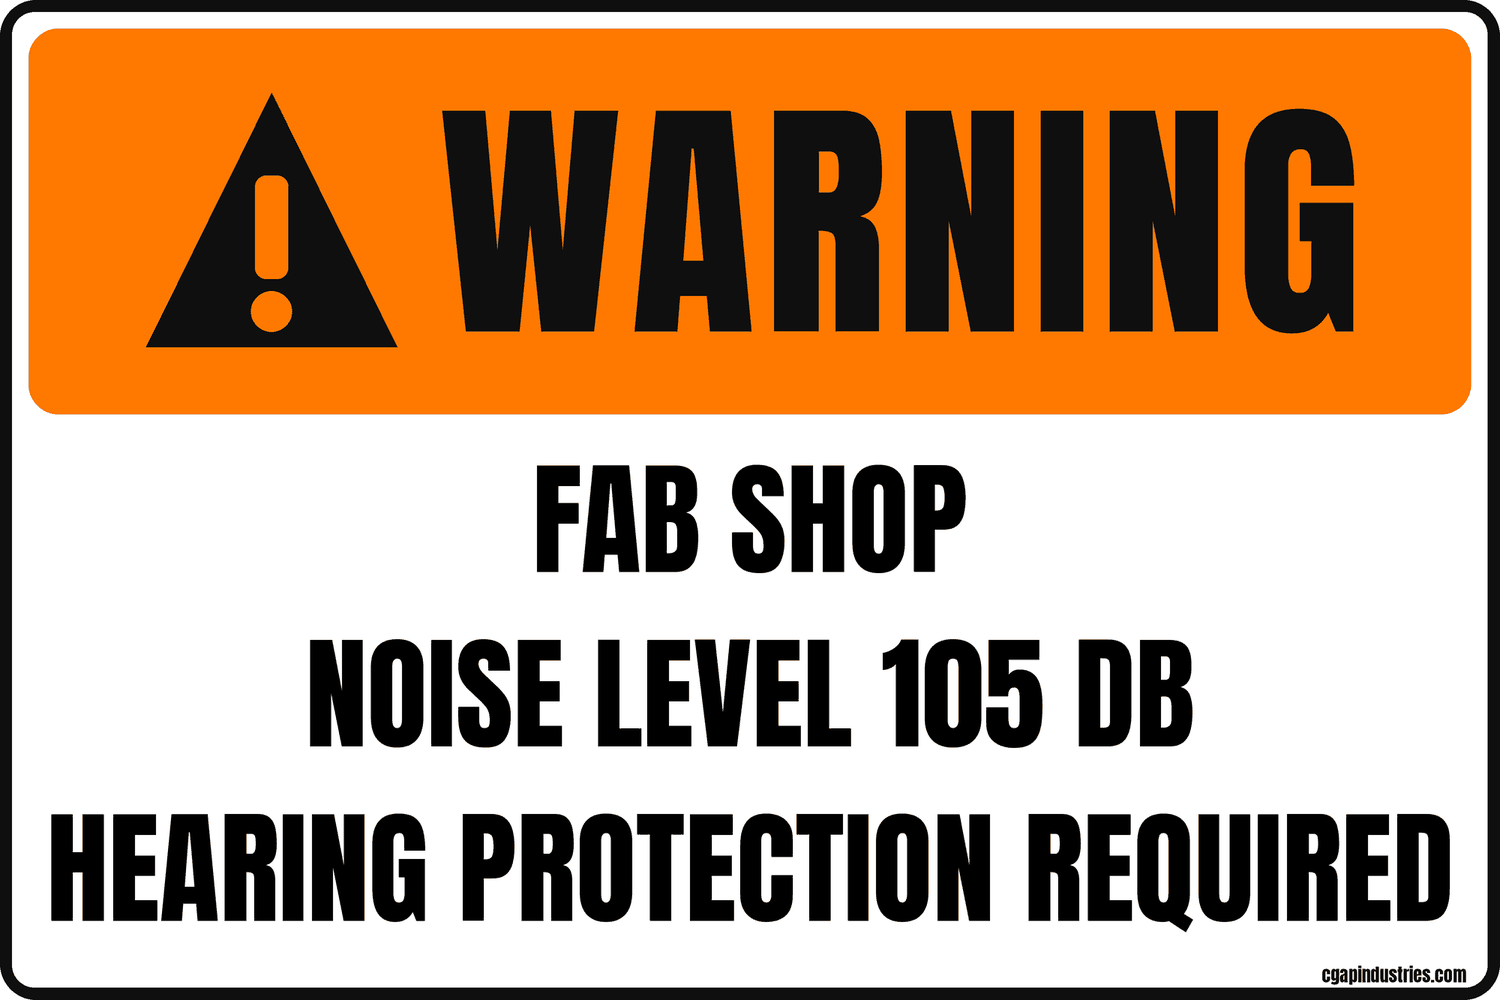 WARNING
FAB SHOP
NOISE LEVEL 105 DB
HEARING PROTECTION REQUIRED
cgapindustries.com